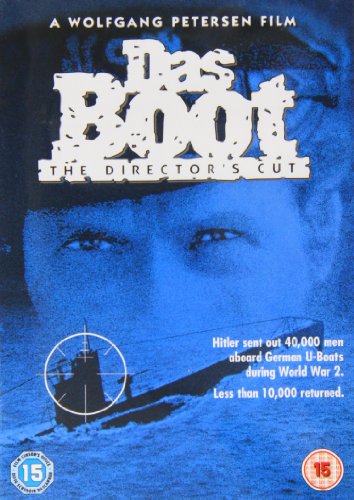 A WOLFGANG PETERSEN FILM
Das
Boot
THE DIRECTOR'S CUT
Hitler sent out 40,000 men
aboard German U-Boats
during World War 2.
Less than 10,000 returned.
15
15